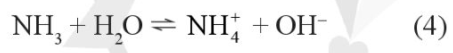 NH₃ + H₂O ⇌ NH₄⁺ + OH⁻ (4)